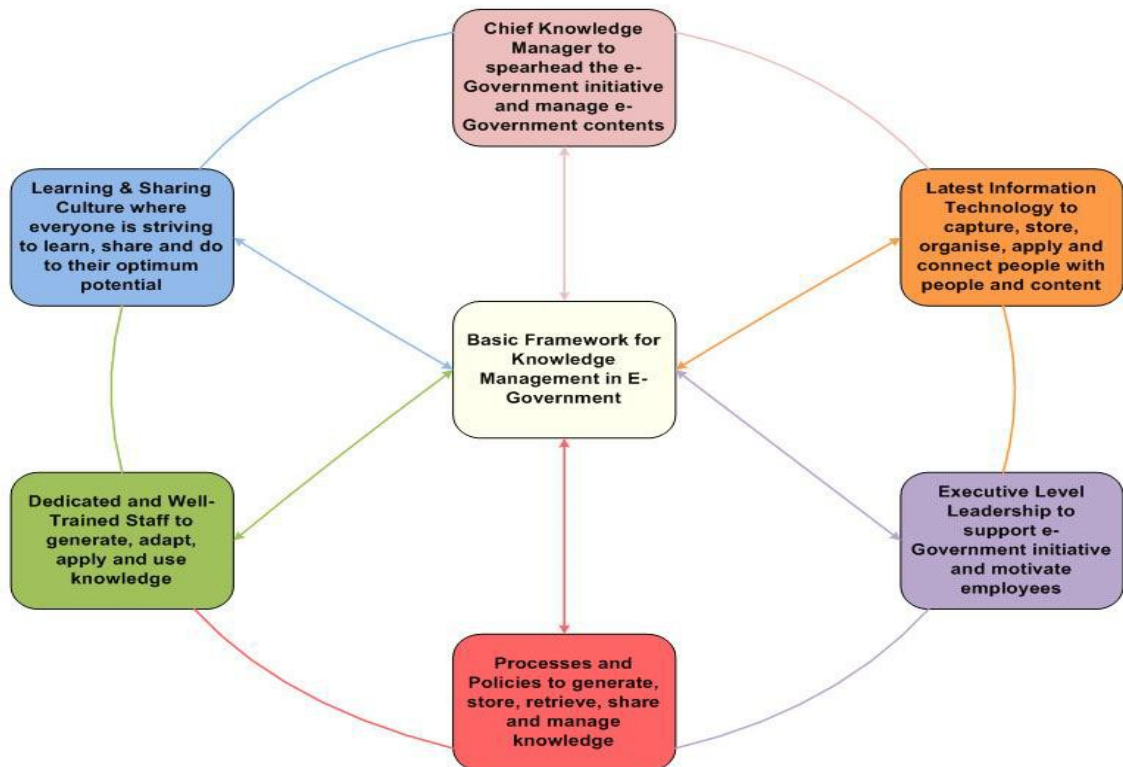 Chief Knowledge
Manager to
spearhead the e-
Government initiative
and manage e-
Government contents
Learning & Sharing
Culture where
everyone is striving
to learn, share and do
to their optimum
potential
Latest Information
Technology to
capture, store,
organise, apply and
connect people with
people and content
Basic Framework for
Knowledge
Management in E-
Government
Dedicated and Well-
Trained Staff to
generate, adapt,
apply and use
knowledge
Executive Level
Leadership to
support e-
Government initiative
and motivate
employees
Processes and
Policies to generate,
store, retrieve, share
and manage
knowledge